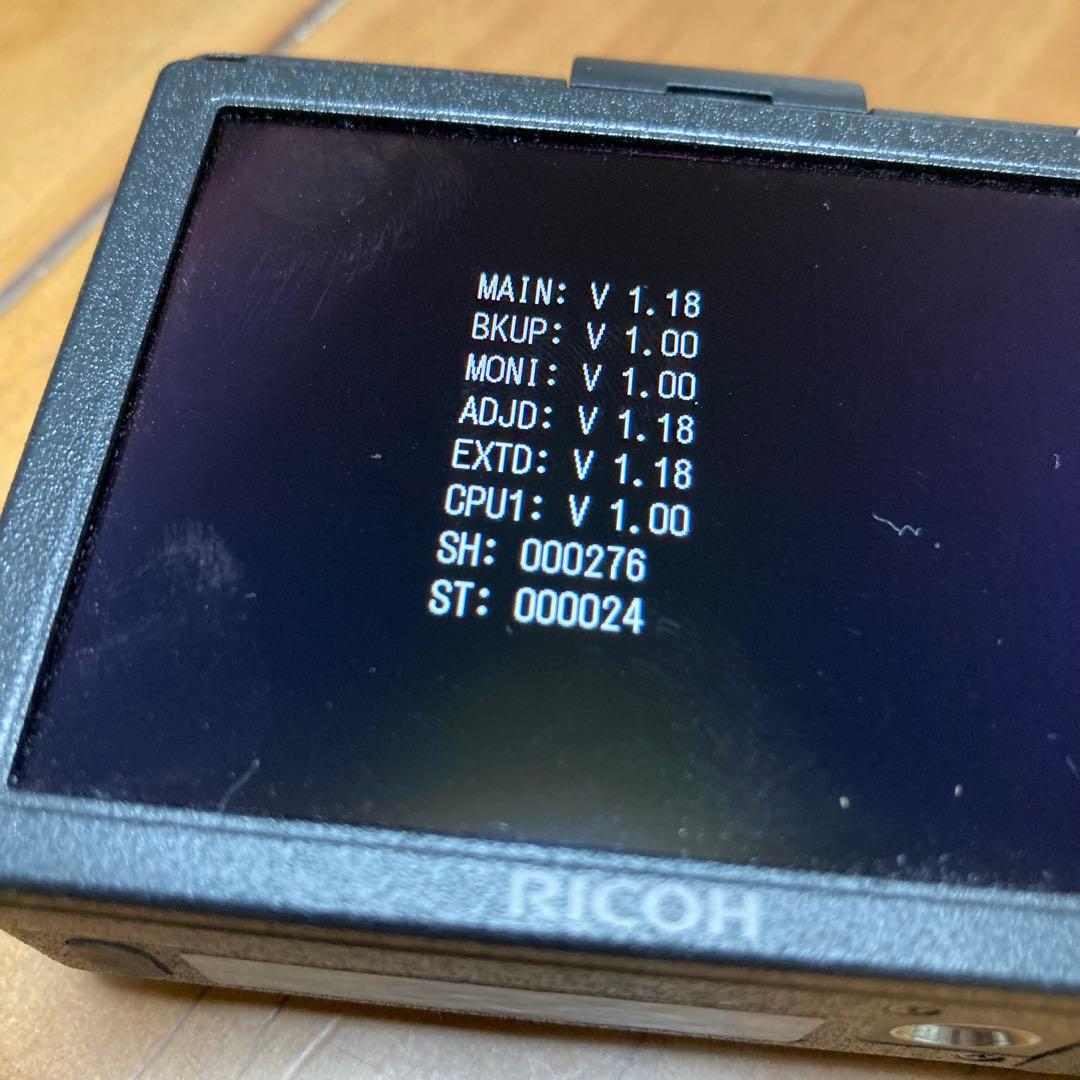 MAIN: V 1.18
BKUP: V 1.00
MONI: V 1.00
ADJD: V 1.18
EXTD: V 1.18
CPU1: V 1.00
SH: 000276
ST: 000024
RICOH